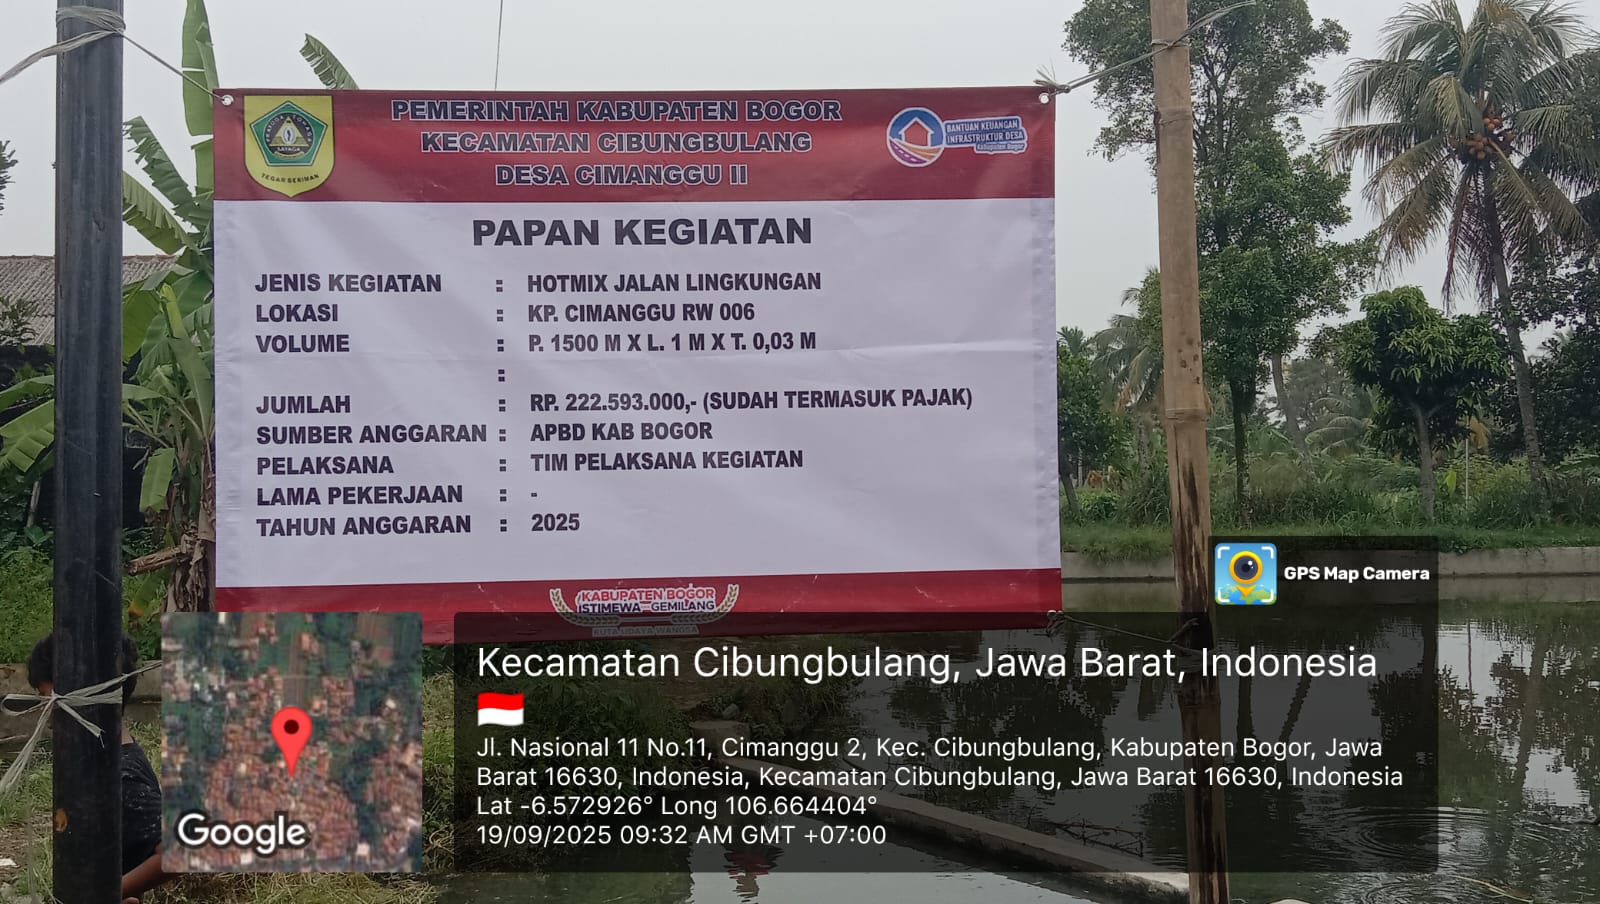 PEMERINTAH KABUPATEN BOGOR
KECAMATAN CIBUNGBULANG
DESA CIMANGGU II
TEGAR BERIMAN
BANTUAN KEUANGAN
INFRASTRUKTUR DESA
Kabupaten Bogor
PAPAN KEGIATAN
JENIS KEGIATAN : HOTMIX JALAN LINGKUNGAN
LOKASI : KP. CIMANGGU RW 006
VOLUME : P. 1500 M X L. 1 M X T. 0,03 M
:
JUMLAH : RP. 222.593.000,- (SUDAH TERMASUK PAJAK)
SUMBER ANGGARAN : APBD KAB BOGOR
PELAKSANA : TIM PELAKSANA KEGIATAN
LAMA PEKERJAAN : -
TAHUN ANGGARAN : 2025
KABUPATEN BOGOR
ISTIMEWA GEMILANG
KUTA UDAYA WANGSA
GPS Map Camera
Kecamatan Cibungbulang, Jawa Barat, Indonesia
Jl. Nasional 11 No.11, Cimanggu 2, Kec. Cibungbulang, Kabupaten Bogor, Jawa
Barat 16630, Indonesia, Kecamatan Cibungbulang, Jawa Barat 16630, Indonesia
Lat -6.572926° Long 106.664404°
19/09/2025 09:32 AM GMT +07:00
Google